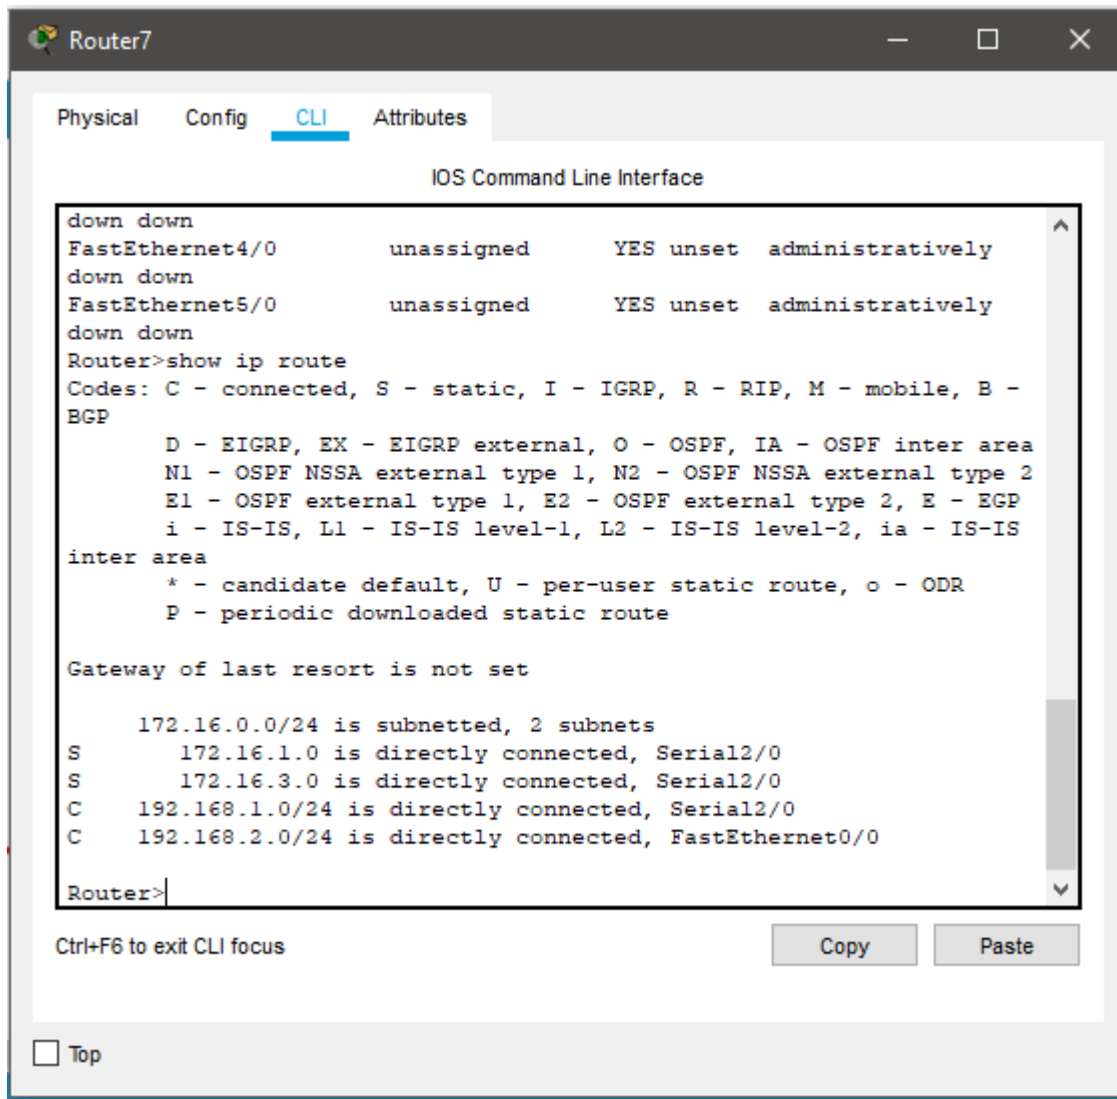 Router7
Physical Config CLI Attributes
IOS Command Line Interface
down down
FastEthernet4/0 unassigned YES unset administratively
down down
FastEthernet5/0 unassigned YES unset administratively
down down
Router>show ip route
Codes: C - connected, S - static, I - IGRP, R - RIP, M - mobile, B -
BGP
D - EIGRP, EX - EIGRP external, O - OSPF, IA - OSPF inter area
N1 - OSPF NSSA external type 1, N2 - OSPF NSSA external type 2
E1 - OSPF external type 1, E2 - OSPF external type 2, E - EGP
i - IS-IS, L1 - IS-IS level-1, L2 - IS-IS level-2, ia - IS-IS
inter area
* - candidate default, U - per-user static route, o - ODR
P - periodic downloaded static route
Gateway of last resort is not set
172.16.0.0/24 is subnetted, 2 subnets
S 172.16.1.0 is directly connected, Serial2/0
S 172.16.3.0 is directly connected, Serial2/0
C 192.168.1.0/24 is directly connected, Serial2/0
C 192.168.2.0/24 is directly connected, FastEthernet0/0
Router>
Ctrl+F6 to exit CLI focus Copy Paste
Top